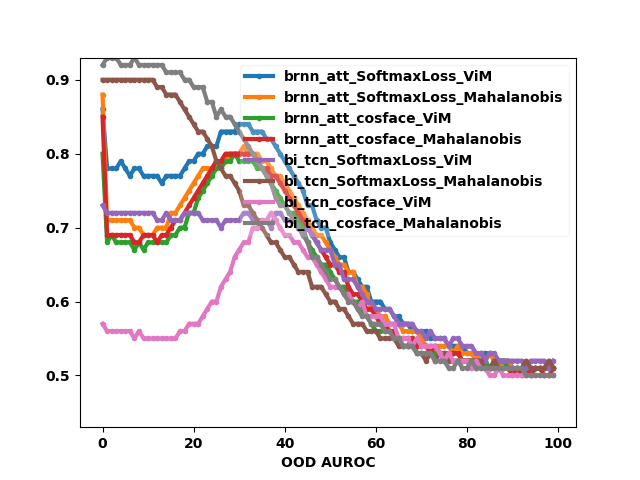 0.9
0.8
0.7
0.6
0.5
brnn_att_SoftmaxLoss_ViM
brnn_att_SoftmaxLoss_Mahalanobis
brnn_att_cosface_ViM
brnn_att_cosface_Mahalanobis
bi_tcn_SoftmaxLoss_ViM
bi_tcn_SoftmaxLoss_Mahalanobis
bi_tcn_cosface_ViM
bi_tcn_cosface_Mahalanobis
0 20 40 60 80 100
OOD AUROC